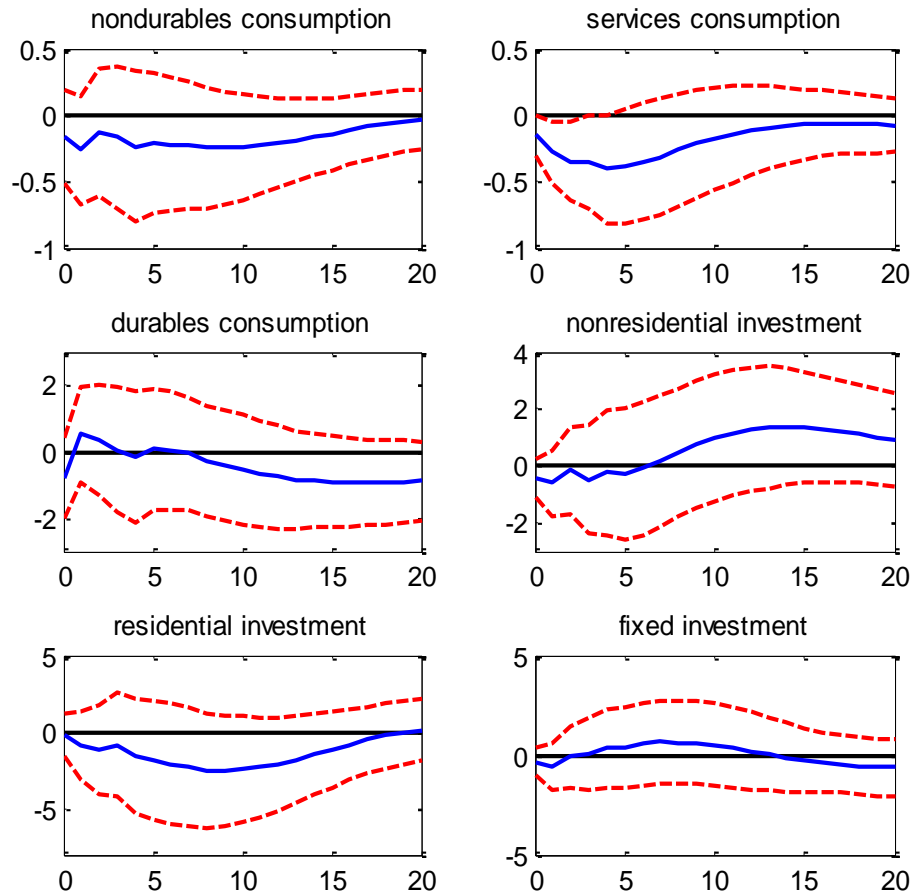 nondurables consumption
0.5
0
-0.5
-1
0 5 10 15 20
services consumption
0.5
0
-0.5
-1
0 5 10 15 20
durables consumption
2
0
-2
0 5 10 15 20
nonresidential investment
4
2
0
-2
0 5 10 15 20
residential investment
5
0
-5
0 5 10 15 20
fixed investment
5
0
-5
0 5 10 15 20